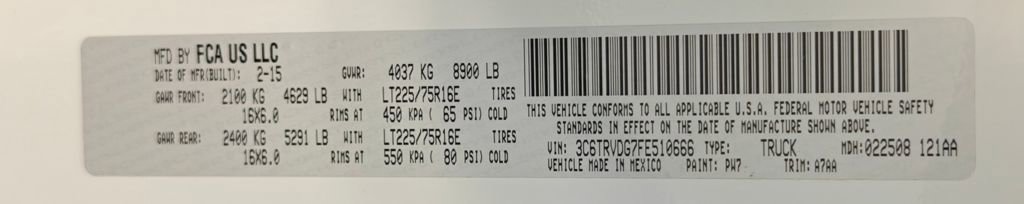 MFD BY FCA US LLC
DATE OF MFR(BUILT): 2-15 GVWR: 4037 KG 8900 LB
GAWR FRONT: 2100 KG 4629 LB WITH LT225/75R16E TIRES
16X6.0 RIMS AT 450 KPA ( 65 PSI) COLD
GAWR REAR: 2400 KG 5291 LB WITH LT225/75R16E TIRES
16X6.0 RIMS AT 550 KPA ( 80 PSI) COLD
THIS VEHICLE CONFORMS TO ALL APPLICABLE U.S.A. FEDERAL MOTOR VEHICLE SAFETY
STANDARDS IN EFFECT ON THE DATE OF MANUFACTURE SHOWN ABOVE.
VIN: 3C6TRVDG7FE510666 TYPE: TRUCK MDH:022508 121AA
VEHICLE MADE IN MEXICO PAINT: PW7 TRIM: A7AA